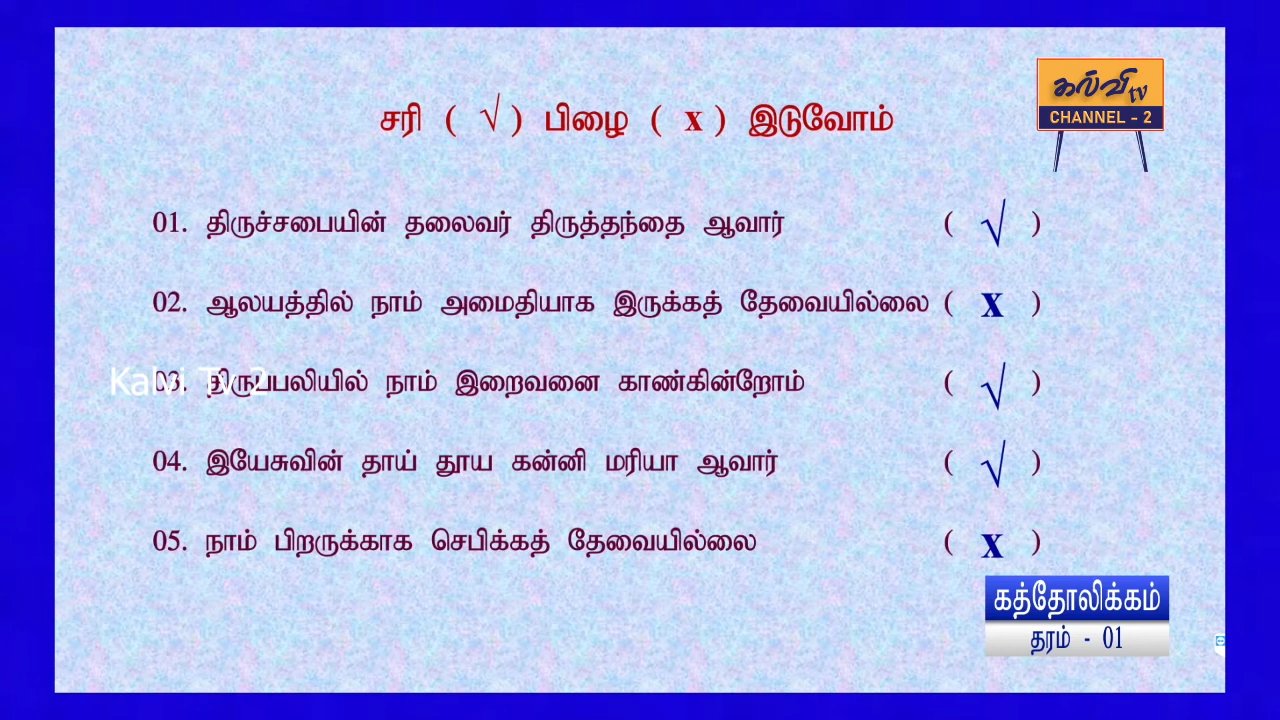 கல்வி tv
CHANNEL - 2
சரி ( √ ) பிழை ( x ) இடுவோம்
01. திருச்சபையின் தலைவர் திருத்தந்தை ஆவார் ( √ )
02. ஆலயத்தில் நாம் அமைதியாக இருக்கத் தேவையில்லை ( x )
Kalvi Tv 2
03. திருப்பலியில் நாம் இறைவனை காண்கின்றோம் ( √ )
04. இயேசுவின் தாய் தூய கன்னி மரியா ஆவார் ( √ )
05. நாம் பிறருக்காக செபிக்கத் தேவையில்லை ( x )
கத்தோலிக்கம்
தரம் - 01